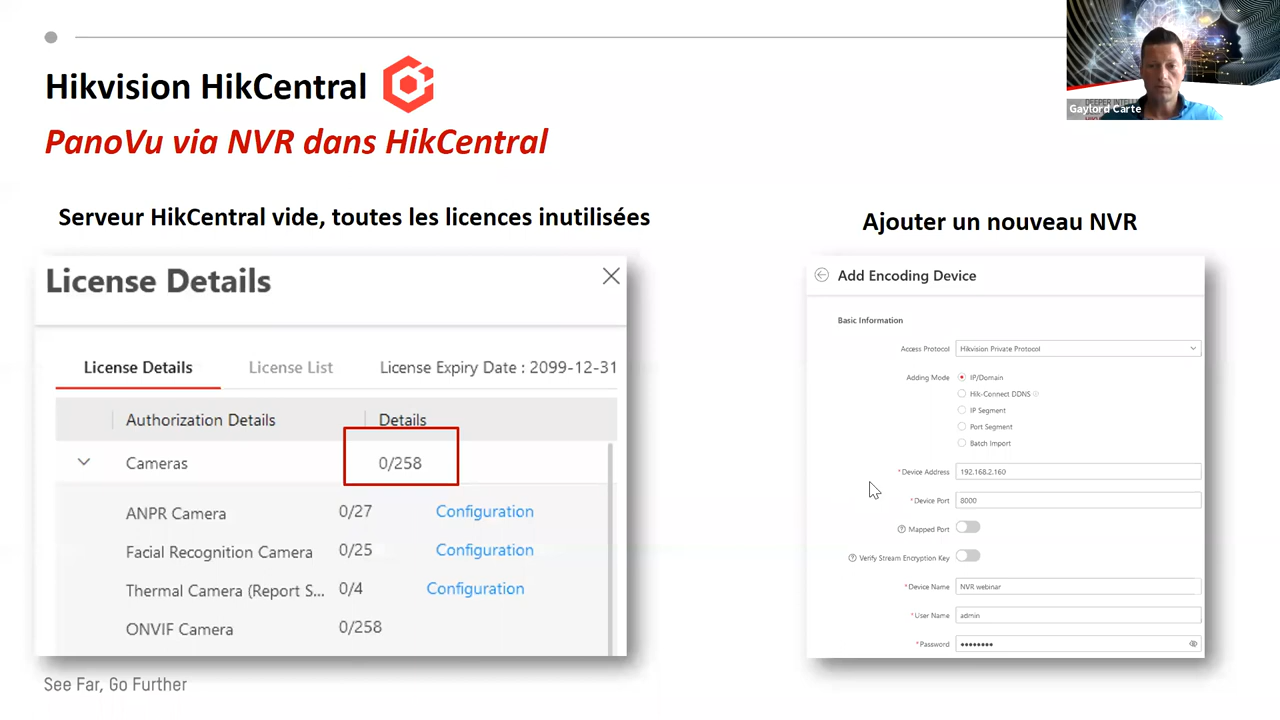 Hikvision HikCentral
PanoVu via NVR dans HikCentral
Gaylord Carte
Serveur HikCentral vide, toutes les licences inutilisées
License Details
License Details
License List
License Expiry Date : 2099-12-31
Authorization Details
Details
Cameras
0/258
ANPR Camera
0/27
Configuration
Facial Recognition Camera
0/25
Configuration
Thermal Camera (Report S...
0/4
Configuration
ONVIF Camera
0/258
Ajouter un nouveau NVR
Add Encoding Device
Basic Information
Access Protocol
Hikvision Private Protocol
Adding Mode
IP/Domain
Hik-Connect DDNS
IP Segment
Port Segment
Batch Import
*Device Address
192.168.2.160
*Device Port
8000
Mapped Port
Verify Stream Encryption Key
*Device Name
NVR webinar
*User Name
admin
*Password
••••••••
See Far, Go Further